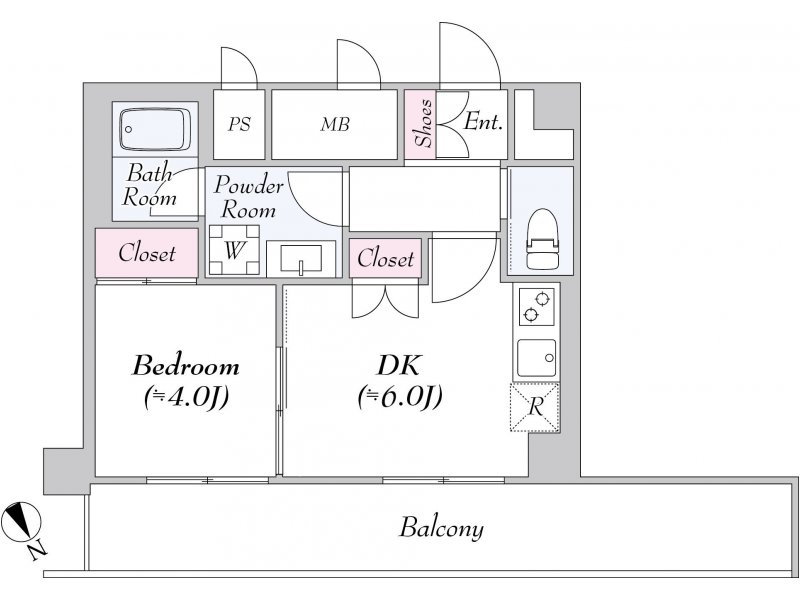 PS
MB
Shoes
Ent.
Bath
Room
Powder
Room
W
Closet
Closet
Bedroom
(≒4.0J)
DK
(≒6.0J)
R
Balcony
N